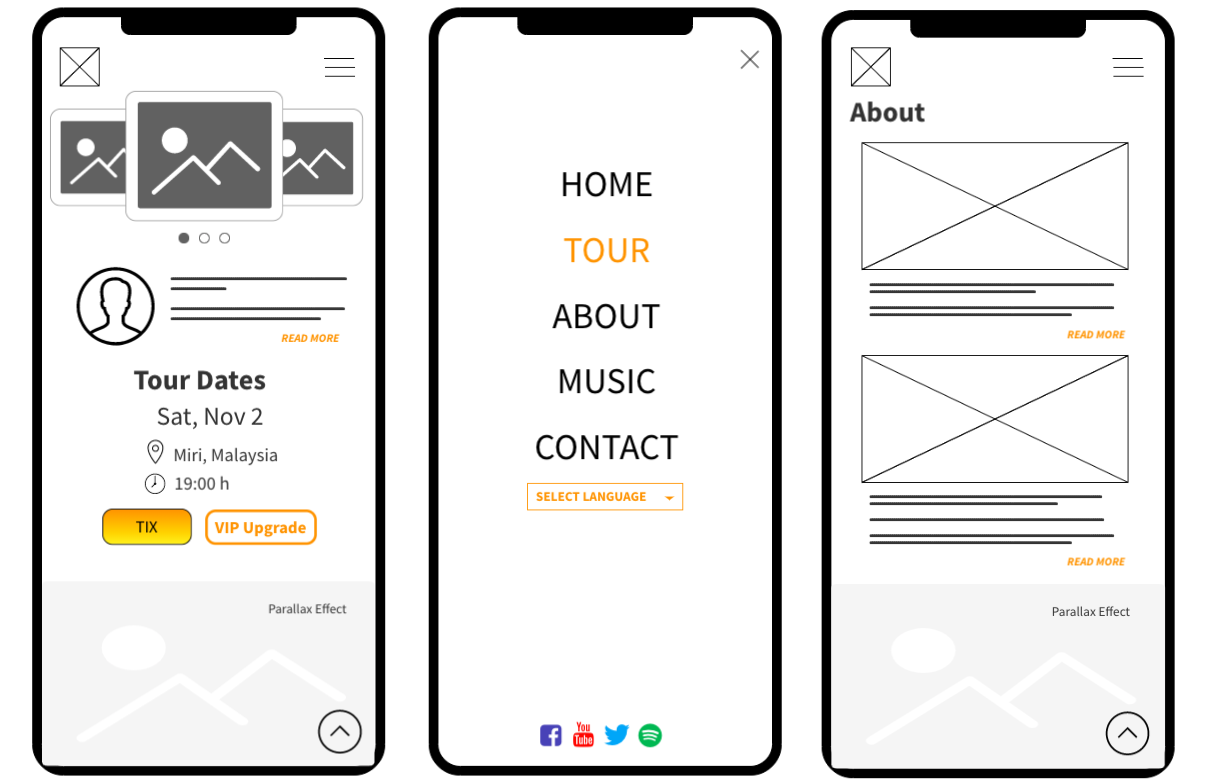 READ MORE
Tour Dates
Sat, Nov 2
Miri, Malaysia
19:00 h
TIX
VIP Upgrade
Parallax Effect
HOME
TOUR
ABOUT
MUSIC
CONTACT
SELECT LANGUAGE
You
Tube
About
READ MORE
READ MORE
Parallax Effect